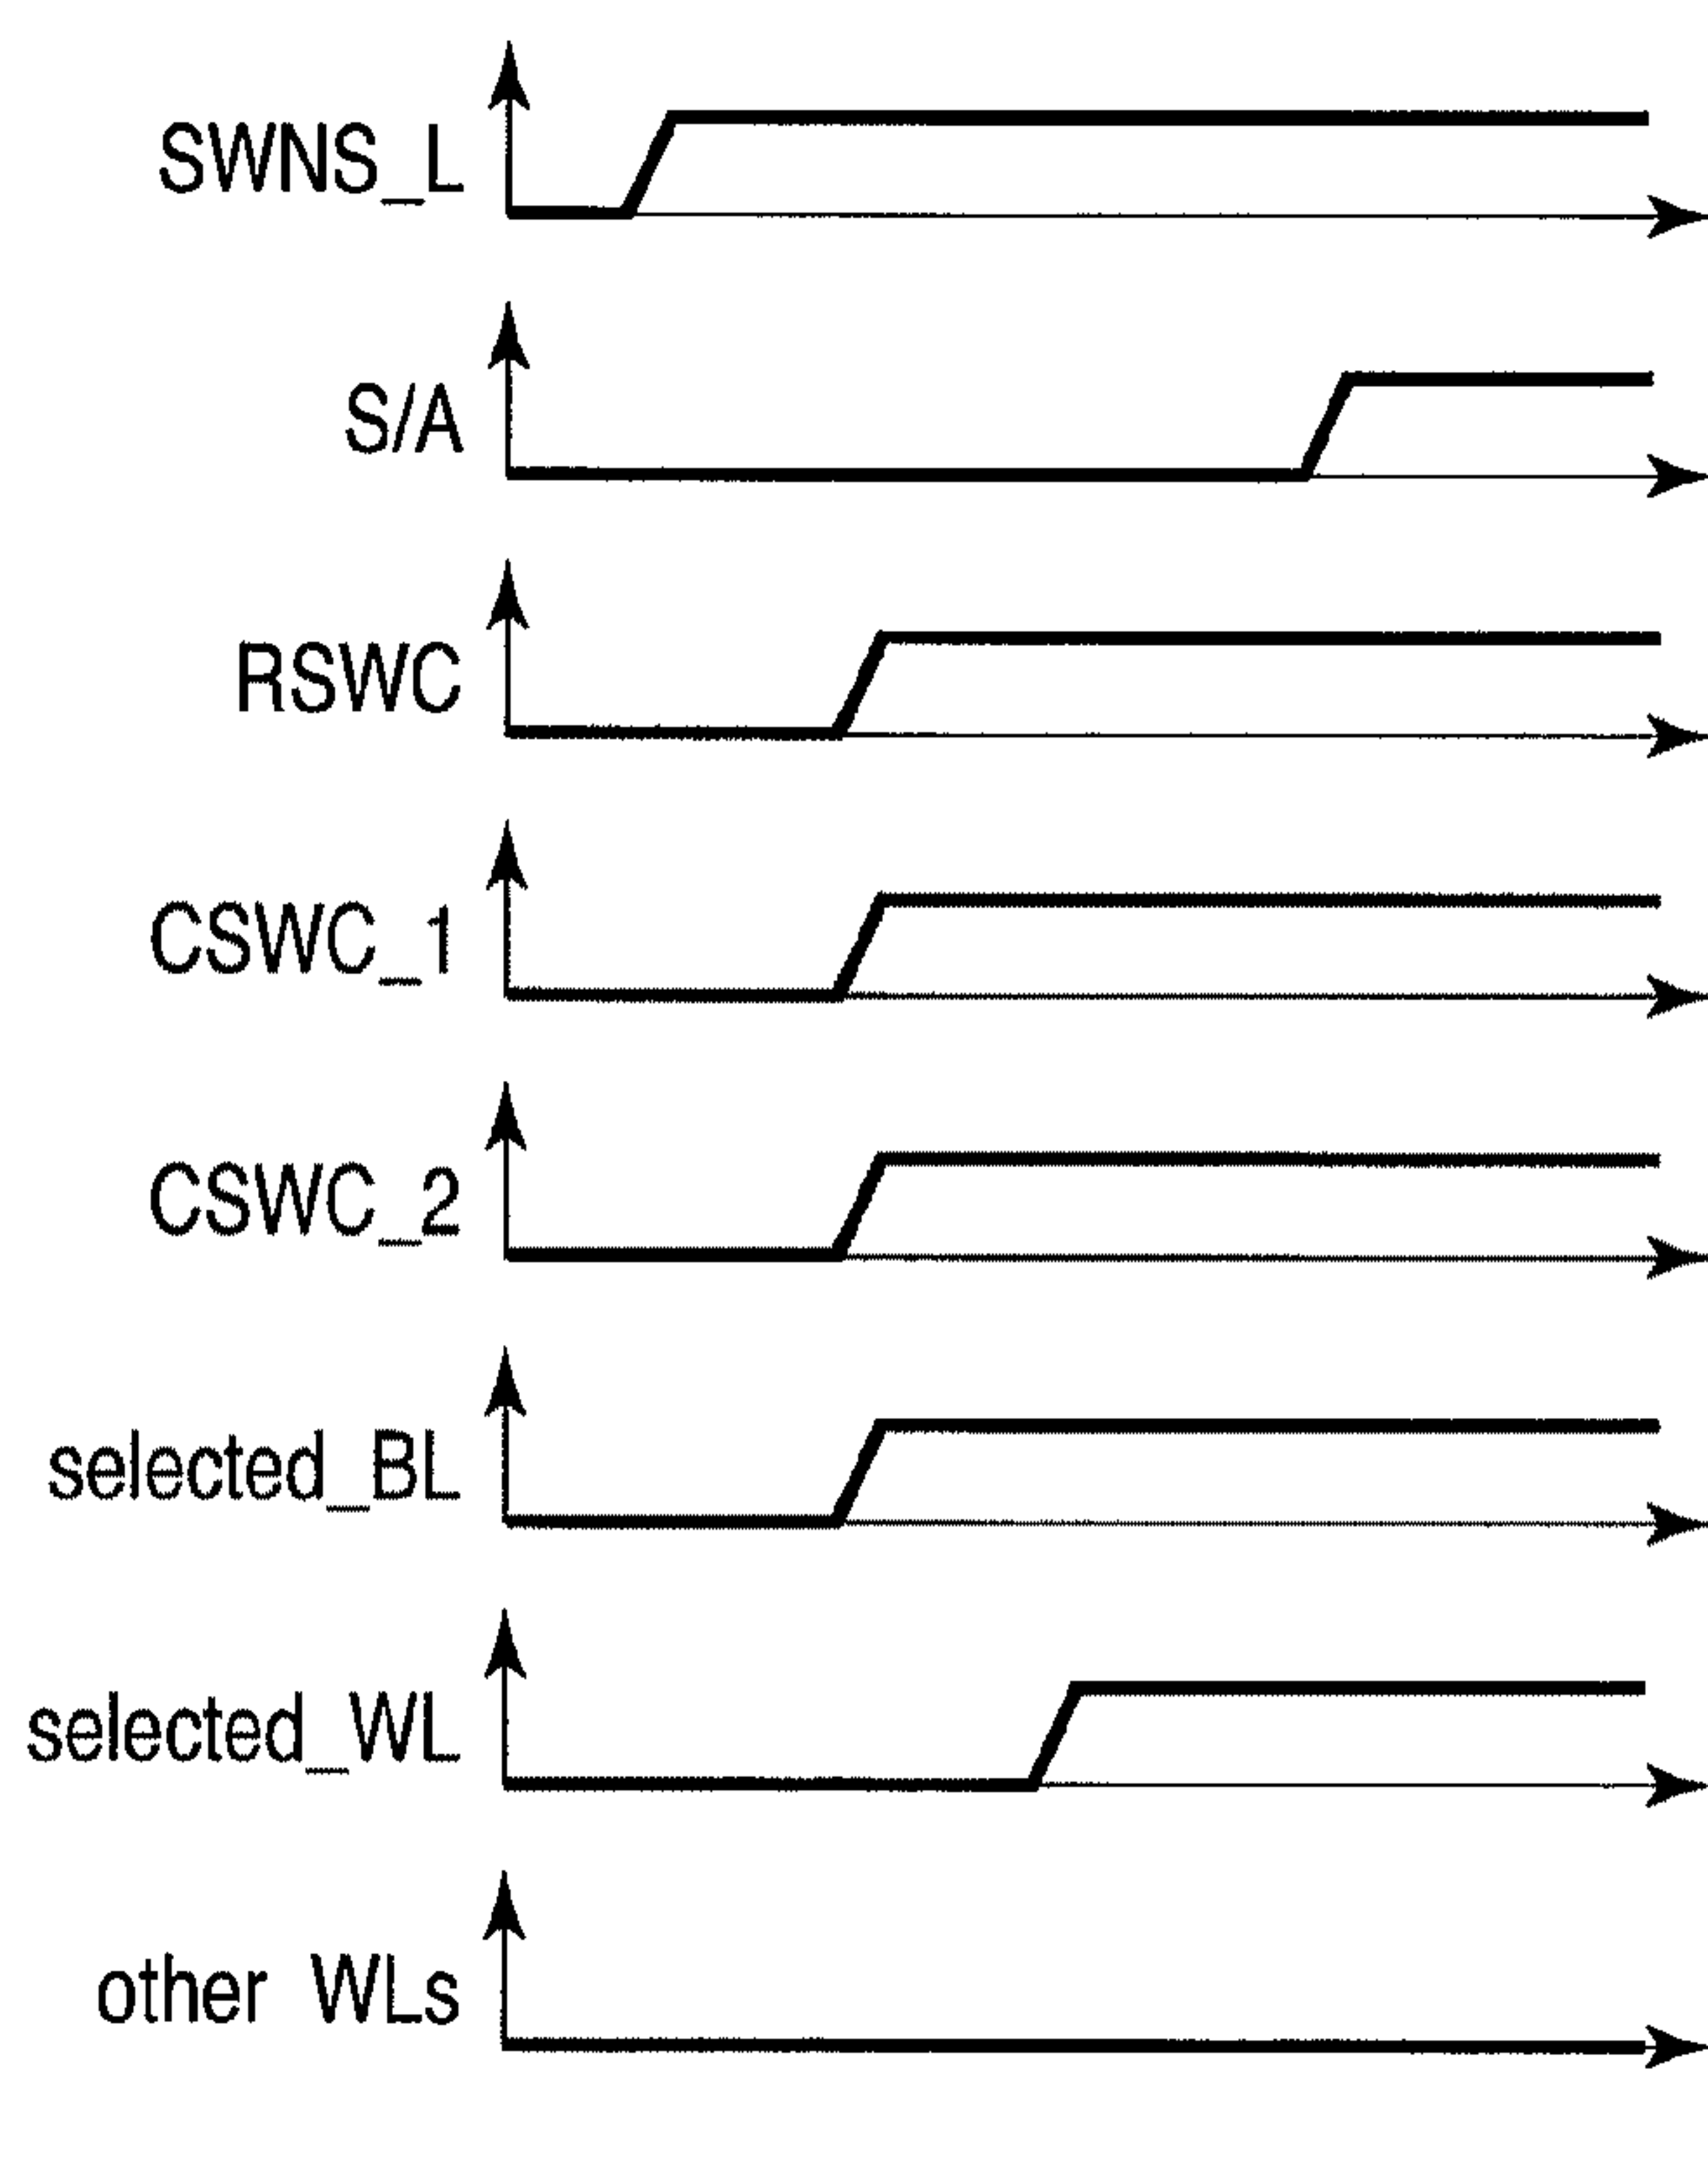 SWNS_L
S/A
RSWC
CSWC_1
CSWC_2
selected_BL
selected_WL
other WLs